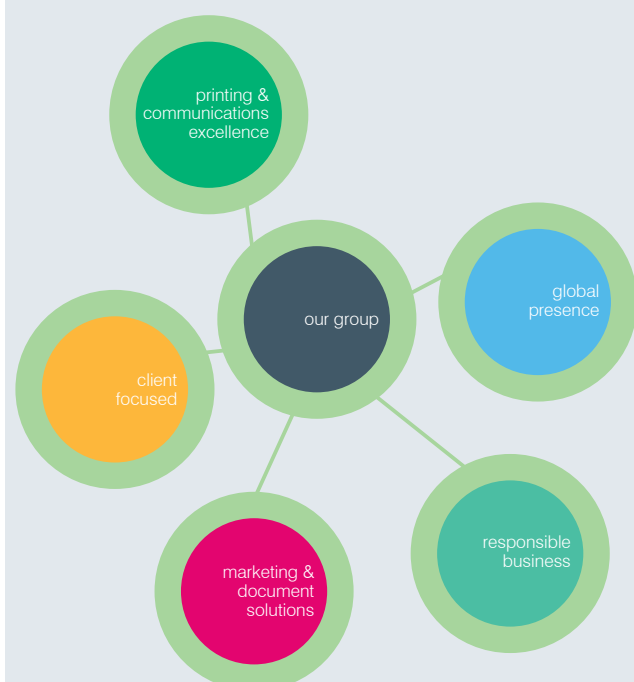 printing &
communications
excellence
our group
global
presence
client
focused
responsible
business
marketing &
document
solutions